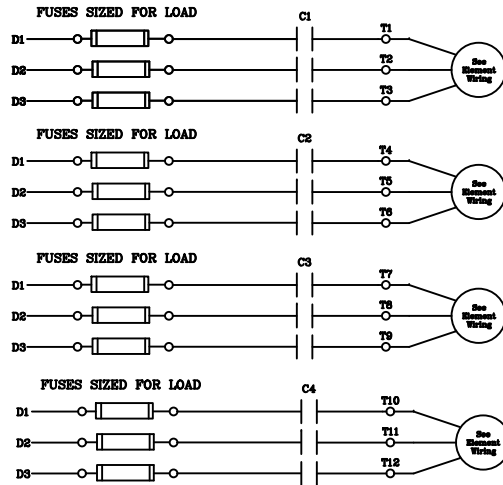 FUSES SIZED FOR LOAD
C1
T1
D1
T2
See
Element
Wiring
D2
T3
D3
FUSES SIZED FOR LOAD
C2
T4
D1
T5
See
Element
Wiring
D2
T6
D3
FUSES SIZED FOR LOAD
C3
T7
D1
T8
See
Element
Wiring
D2
T9
D3
FUSES SIZED FOR LOAD
C4
T10
D1
T11
See
Element
Wiring
D2
T12
D3